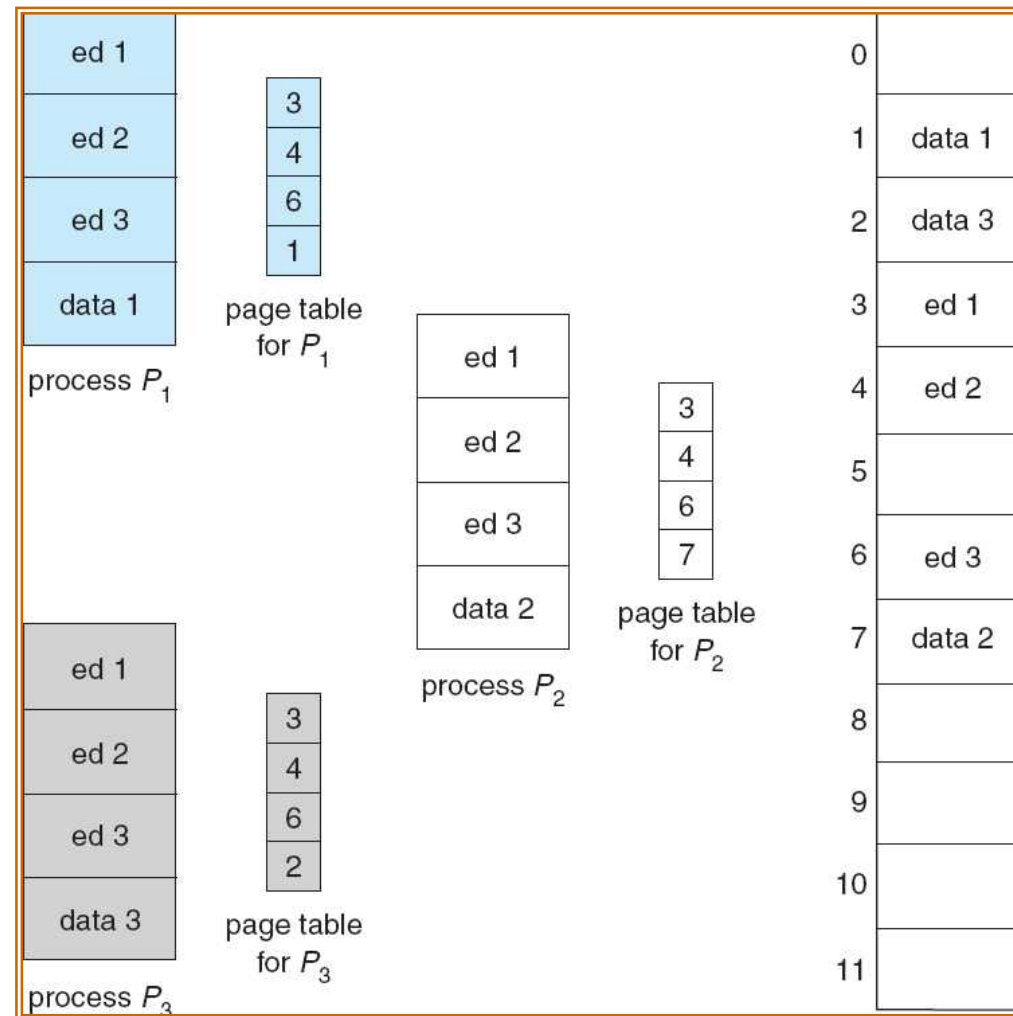 ed 1
ed 2
ed 3
data 1
process P1
3
4
6
1
page table
for P1
ed 1
ed 2
ed 3
data 2
process P2
3
4
6
7
page table
for P2
ed 1
ed 2
ed 3
data 3
process P3
3
4
6
2
page table
for P3
0
1 data 1
2 data 3
3 ed 1
4 ed 2
5
6 ed 3
7 data 2
8
9
10
11